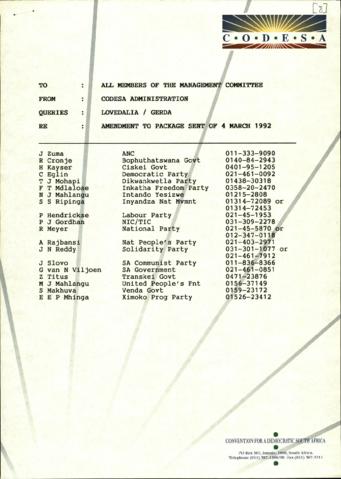 [2]
C·O·D·E·S·A
TO : ALL MEMBERS OF THE MANAGEMENT COMMITTEE
FROM : CODESA ADMINISTRATION
QUERIES : LOVEDALIA / GERDA
RE : AMENDMENT TO PACKAGE SENT OF 4 MARCH 1992
J Zuma ANC 011-333-9090
R Cronje Bophuthatswana Govt 0140-84-2943
H Kayser Ciskei Govt 0401-95-1205
C Eglin Democratic Party 021-461-0092
T J Mohapi Dikwankwetla Party 01438-30318
F T Mdlalose Inkatha Freedom Party 0358-20-2470
N J Mahlangu Intando Yesizwe 01215-2808
S S Ripinga Inyandza Nat Mvmnt 01314-72089 or
01314-72453
P Hendrickse Labour Party 021-45-1953
P J Gordhan NIC/TIC 031-309-2278
R Meyer National Party 021-45-5870 or
012-347-0118
A Rajbansi Nat People's Party 021-403-2971
J N Reddy Solidarity Party 031-301-1077 or
021-461-7912
J Slovo SA Communist Party 011-836-8366
G van N Viljoen SA Government 021-461-0851
Z Titus Transkei Govt 0471-23876
M J Mahlangu United People's Fnt 0156-37149
S Makhuva Venda Govt 0159-23172
E E P Mhinga Ximoko Prog Party 01526-23412
CONVENTION FOR A DEMOCRATIC SOUTH AFRICA